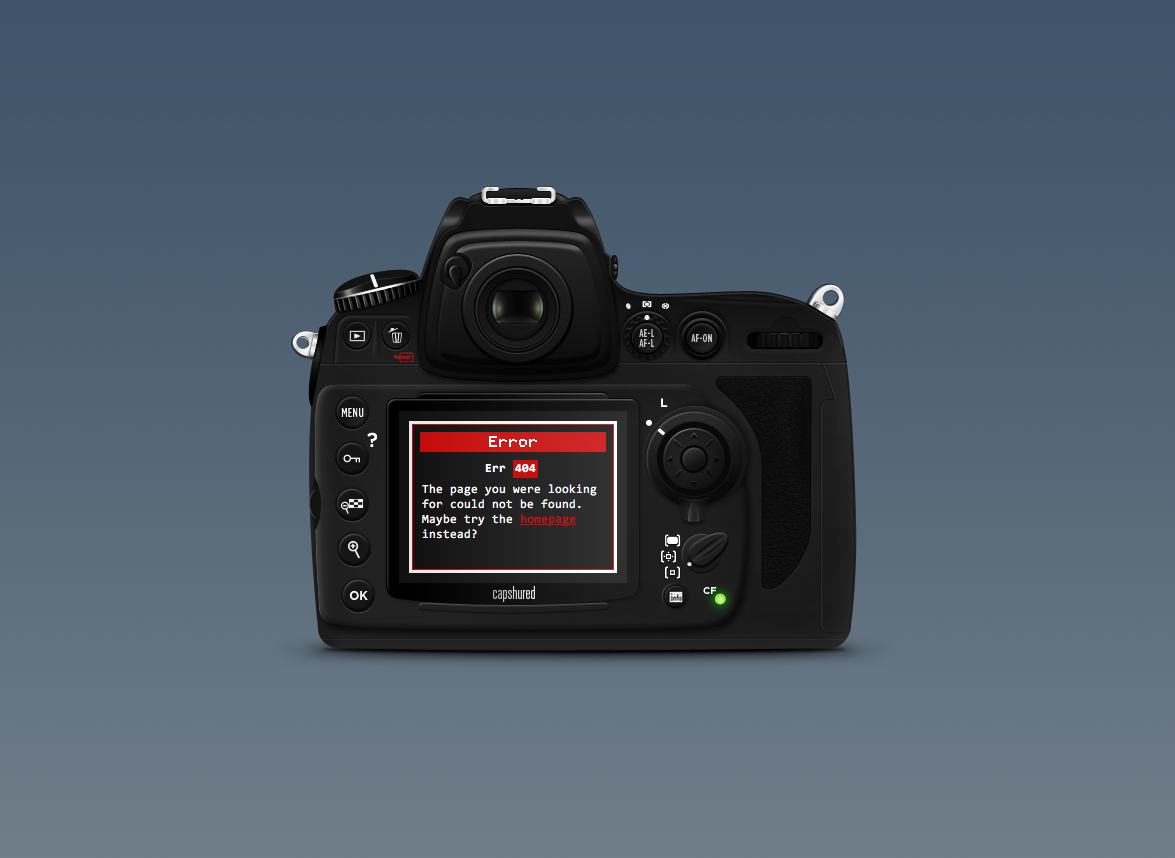 AE-L
AF-L
AF-ON
MENU
L
?
Error
Err 404
The page you were looking
for could not be found.
Maybe try the homepage
instead?
info
CF
capshured
OK